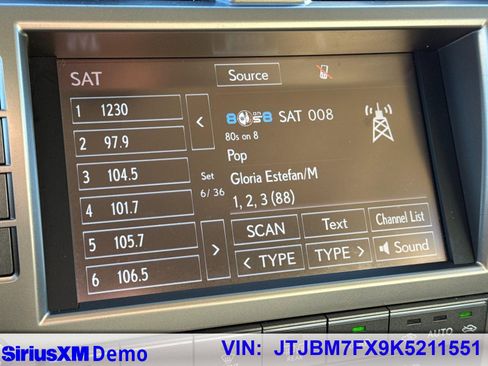 SAT
Source
1 1230
2 97.9
3 104.5
4 101.7
5 105.7
6 106.5
<
Set
6/36
>
SAT 008
80s on 8
Pop
Gloria Estefan/M
1, 2, 3 (88)
SCAN
Text
Channel List
< TYPE
TYPE >
Sound
AUTO
SiriusXM Demo
VIN: JTJBM7FX9K5211551